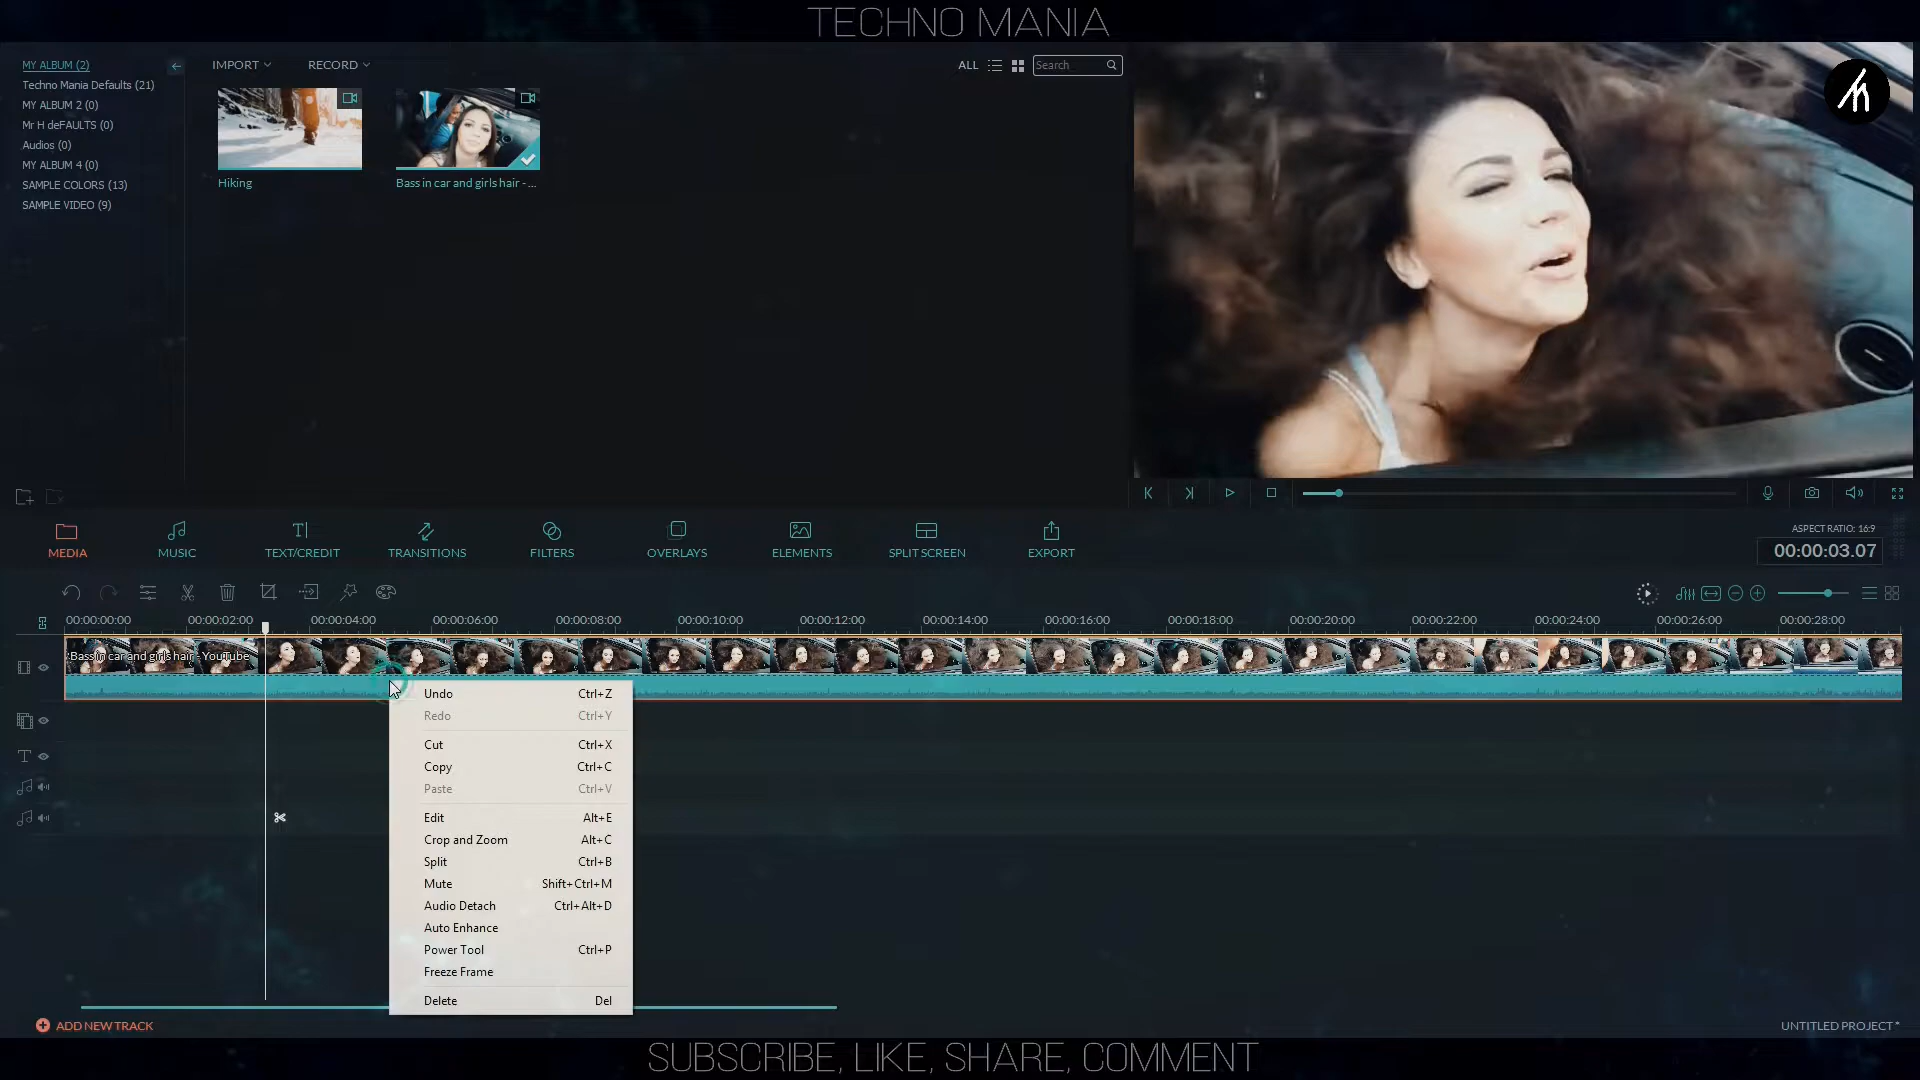 TECHNO MANIA
MY ALBUM (2)
Techno Mania Defaults (21)
MY ALBUM 2 (0)
Mr H deFAULTS (0)
Audios (0)
MY ALBUM 4 (0)
SAMPLE COLORS (13)
SAMPLE VIDEO (9)
IMPORT
RECORD
ALL
Search
Hiking
Bass in car and girls hair - ...
MEDIA
MUSIC
TEXT/CREDIT
TRANSITIONS
FILTERS
OVERLAYS
ELEMENTS
SPLIT SCREEN
EXPORT
ASPECT RATIO: 16:9
00:00:03.07
00:00:00:00
00:00:02:00
00:00:04:00
00:00:06:00
00:00:08:00
00:00:10:00
00:00:12:00
00:00:14:00
00:00:16:00
00:00:18:00
00:00:20:00
00:00:22:00
00:00:24:00
00:00:26:00
00:00:28:00
Bass in car and girls hair - YouTube
Undo Ctrl+Z
Redo Ctrl+Y
Cut Ctrl+X
Copy Ctrl+C
Paste Ctrl+V
Edit Alt+E
Crop and Zoom Alt+C
Split Ctrl+B
Mute Shift+Ctrl+M
Audio Detach Ctrl+Alt+D
Auto Enhance
Power Tool Ctrl+P
Freeze Frame
Delete Del
ADD NEW TRACK
UNTITLED PROJECT *
SUBSCRIBE, LIKE, SHARE, COMMENT